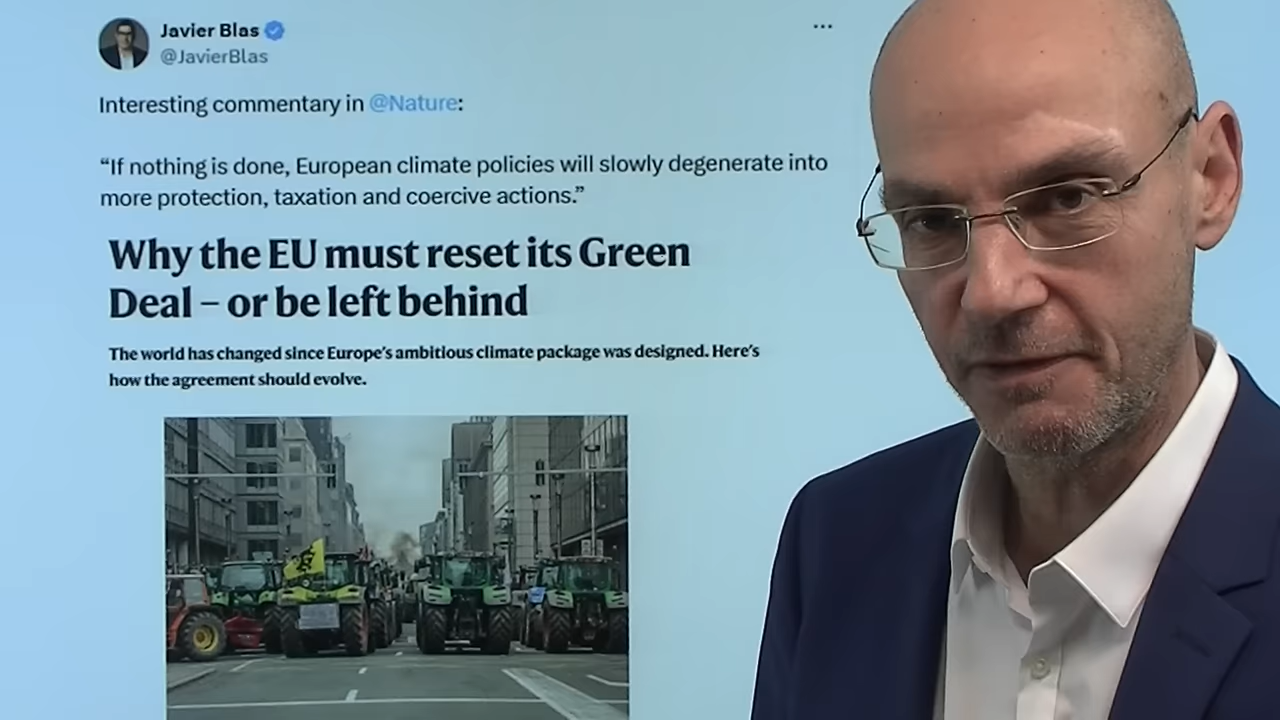 Javier Blas
@JavierBlas
Interesting commentary in @Nature:
“If nothing is done, European climate policies will slowly degenerate into
more protection, taxation and coercive actions.”
Why the EU must reset its Green
Deal – or be left behind
The world has changed since Europe’s ambitious climate package was designed. Here’s
how the agreement should evolve.